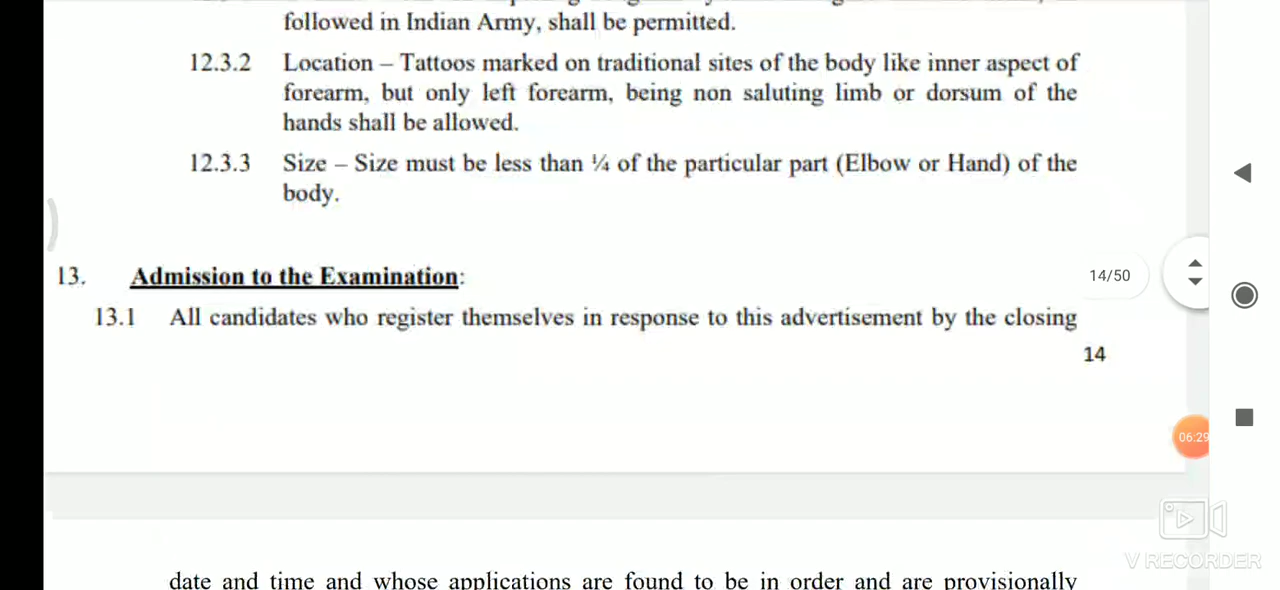 followed in Indian Army, shall be permitted.
12.3.2 Location – Tattoos marked on traditional sites of the body like inner aspect of
forearm, but only left forearm, being non saluting limb or dorsum of the
hands shall be allowed.
12.3.3 Size – Size must be less than ¼ of the particular part (Elbow or Hand) of the
body.
13. Admission to the Examination:
14/50
13.1 All candidates who register themselves in response to this advertisement by the closing
14
06:29
V RECORDER
date and time and whose applications are found to be in order and are provisionally